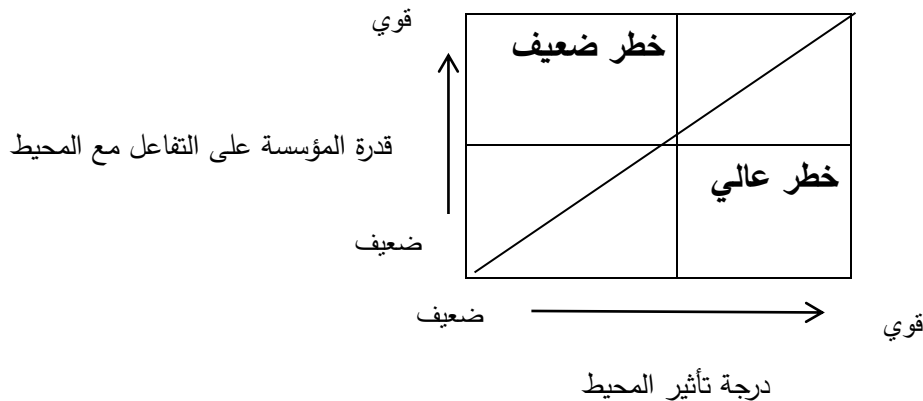 قوي
خطر ضعيف
قدرة المؤسسة على التفاعل مع المحيط
خطر عالي
ضعيف
ضعيف
قوي
درجة تأثير المحيط